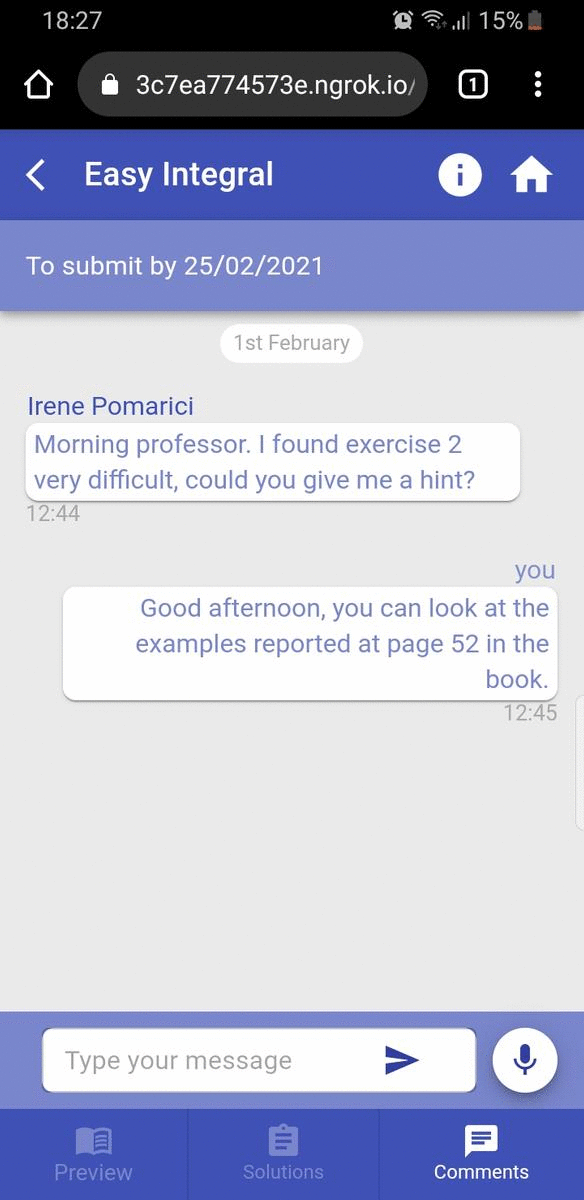 18:27
15%
3c7ea774573e.ngrok.io/
1
Easy Integral
To submit by 25/02/2021
1st February
Irene Pomarici
Morning professor. I found exercise 2
very difficult, could you give me a hint?
12:44
you
Good afternoon, you can look at the
examples reported at page 52 in the
book.
12:45
Type your message
Preview
Solutions
Comments